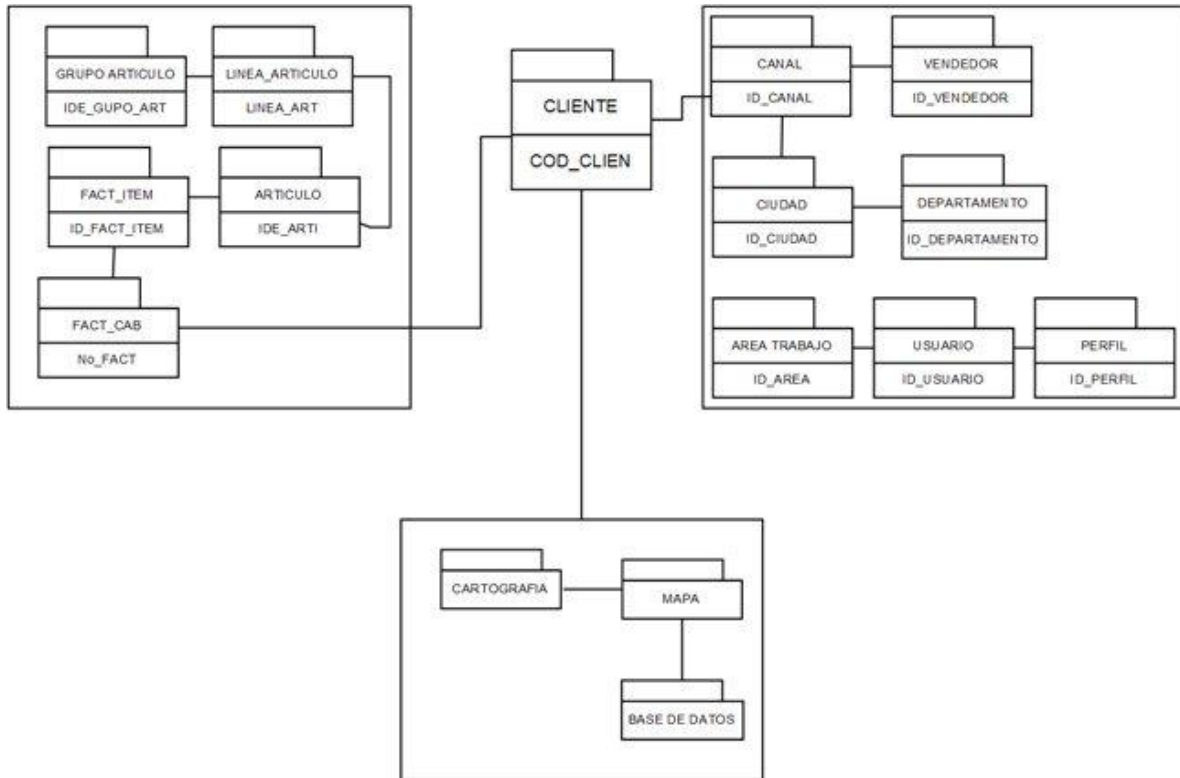 GRUPO ARTICULO
IDE_GUPO_ART
LINEA_ARTICULO
LINEA_ART
FACT_ITEM
ID_FACT_ITEM
ARTICULO
IDE_ARTI
FACT_CAB
No_FACT
CLIENTE
COD_CLIEN
CANAL
ID_CANAL
VENDEDOR
ID_VENDEDOR
CIUDAD
ID_CIUDAD
DEPARTAMENTO
ID_DEPARTAMENTO
AREA TRABAJO
ID_AREA
USUARIO
ID_USUARIO
PERFIL
ID_PERFIL
CARTOGRAFIA
MAPA
BASE DE DATOS